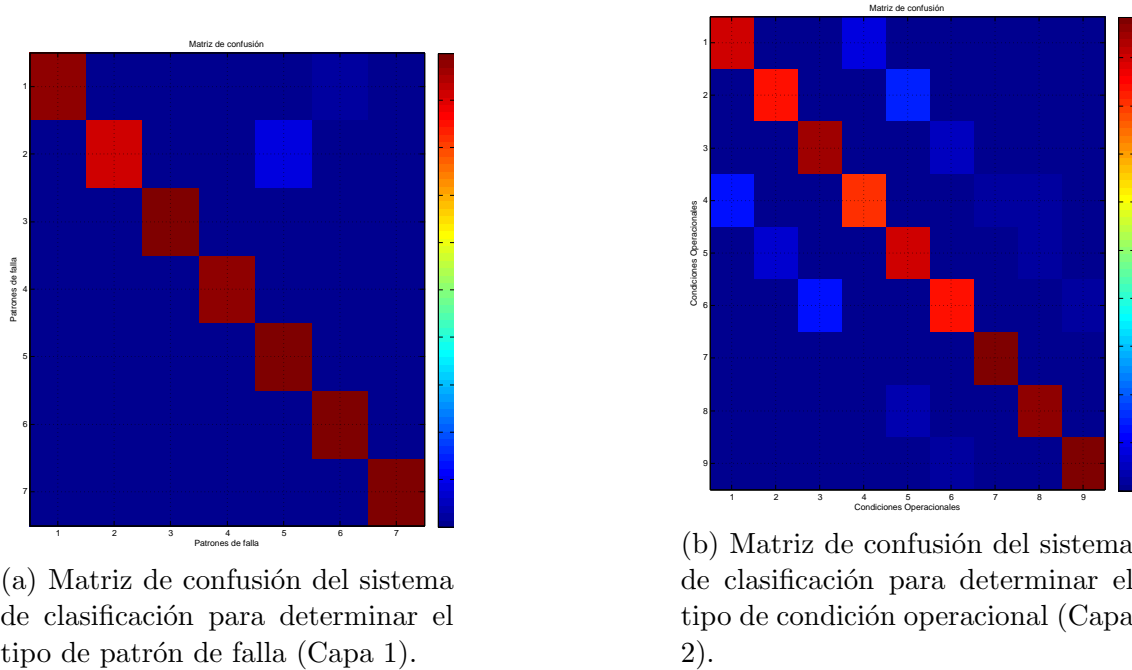 Matriz de confusión
1
2
3
4
5
6
7
Patrones de falla
1 2 3 4 5 6 7
Patrones de falla
(a) Matriz de confusión del sistema
de clasificación para determinar el
tipo de patrón de falla (Capa 1).
Matriz de confusión
1
2
3
4
5
6
7
8
9
Condiciones Operacionales
1 2 3 4 5 6 7 8 9
Condiciones Operacionales
(b) Matriz de confusión del sistema
de clasificación para determinar el
tipo de condición operacional (Capa
2).